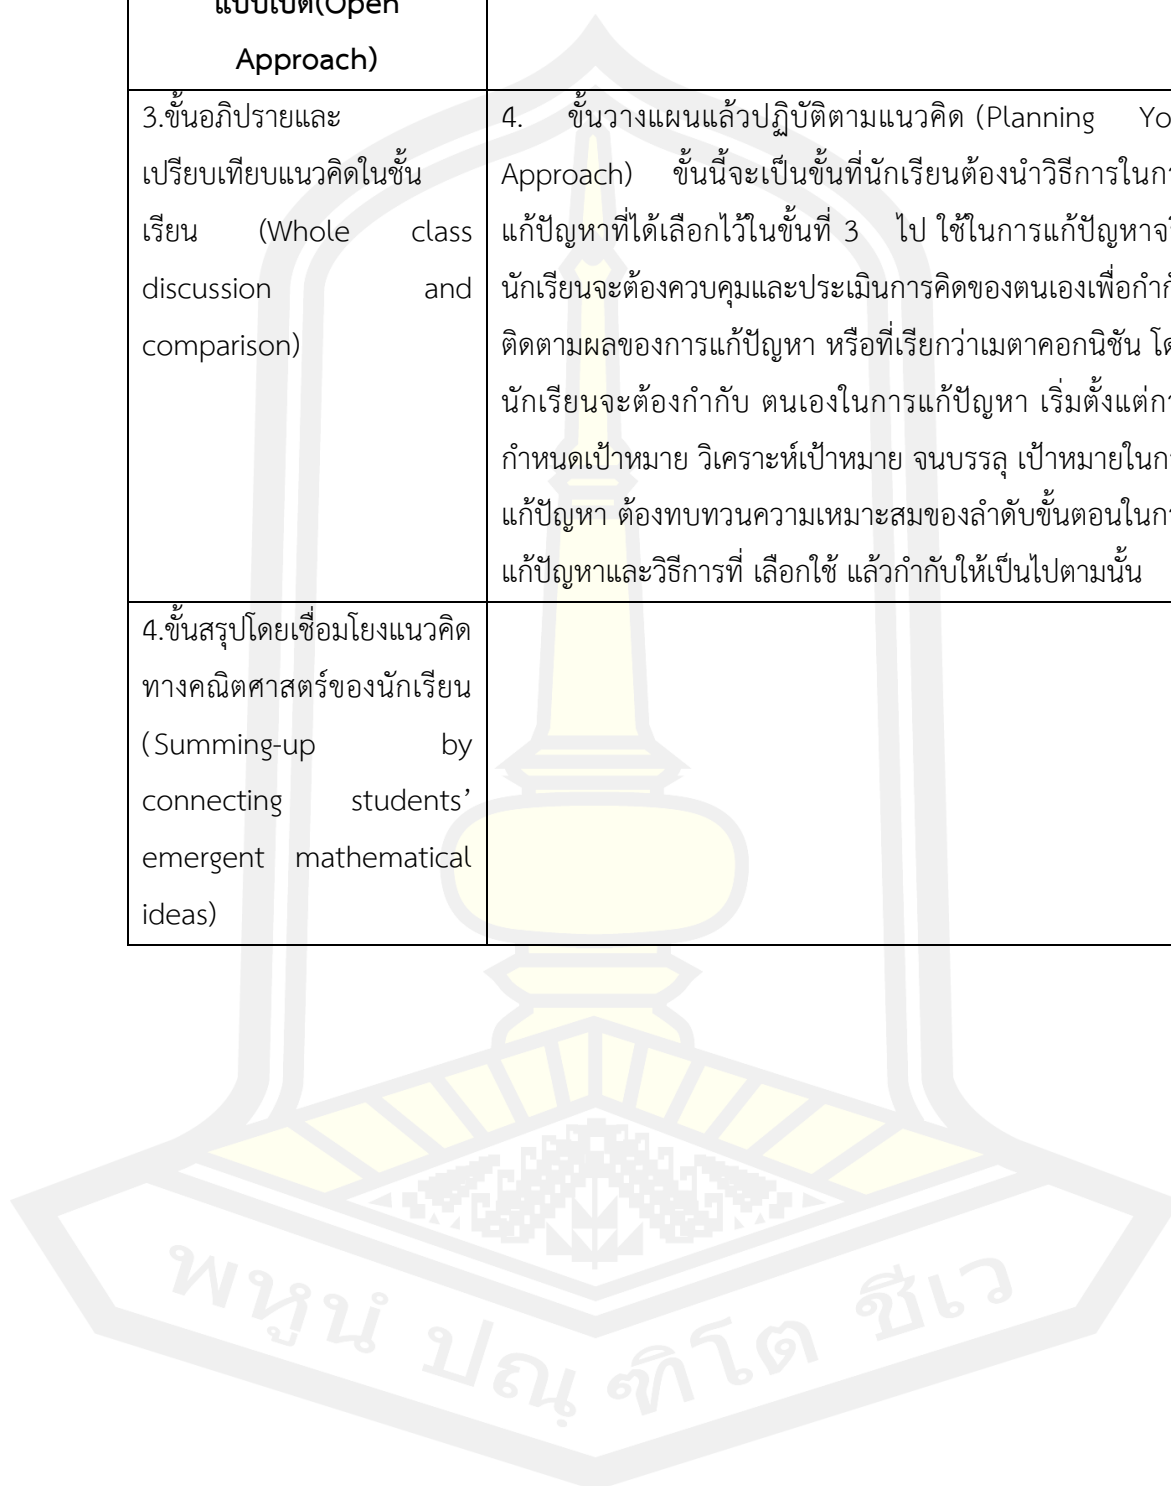 แบบเปิด(Open
Approach)
3.ขั้นอภิปรายและ
เปรียบเทียบแนวคิดในชั้น
เรียน (Whole class
discussion and
comparison)
4. ขั้นวางแผนแล้วปฏิบัติตามแนวคิด (Planning
Approach) ขั้นนี้จะเป็นขั้นที่นักเรียนต้องนำวิธีการใน
แก้ปัญหาที่ได้เลือกไว้ในขั้นที่ 3 ไป ใช้ในการแก้ปัญหา
นักเรียนจะต้องควบคุมและประเมินการคิดของตนเองเพื่อ
ติดตามผลของการแก้ปัญหา หรือที่เรียกว่าเมตาคอกนิชัน
นักเรียนจะต้องกำกับ ตนเองในการแก้ปัญหา เริ่มตั้งแต่
กำหนดเป้าหมาย วิเคราะห์เป้าหมาย จนบรรลุ เป้าหมายใน
แก้ปัญหา ต้องทบทวนความเหมาะสมของลำดับขั้นตอนใน
แก้ปัญหาและวิธีการที่ เลือกใช้ แล้วกำกับให้เป็นไปตามนั้น
4.ขั้นสรุปโดยเชื่อมโยงแนวคิด
ทางคณิตศาสตร์ของนักเรียน
(Summing-up by
connecting students'
emergent mathematical
ideas)
พหูนํ ปณฺฑิโต ชีเว